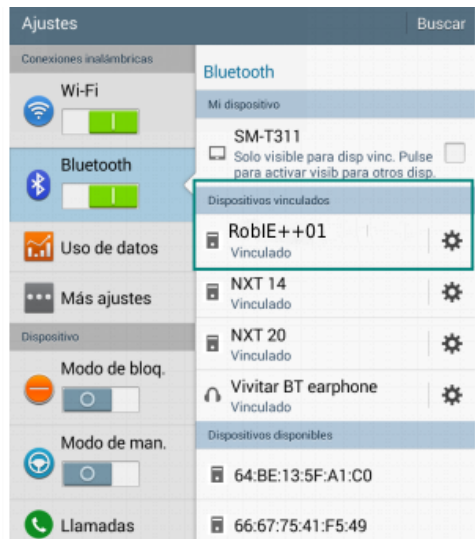 Ajustes
Buscar
Conexiones inalámbricas
Wi-Fi
Bluetooth
Uso de datos
Más ajustes
Dispositivo
Modo de bloq.
Modo de man.
Llamadas
Bluetooth
Mi dispositivo
SM-T311
Solo visible para disp vinc. Pulse
para activar visib para otros disp.
Dispositivos vinculados
RobIE++01
Vinculado
NXT 14
Vinculado
NXT 20
Vinculado
Vivitar BT earphone
Vinculado
Dispositivos disponibles
64:BE:13:5F:A1:C0
66:67:75:41:F5:49